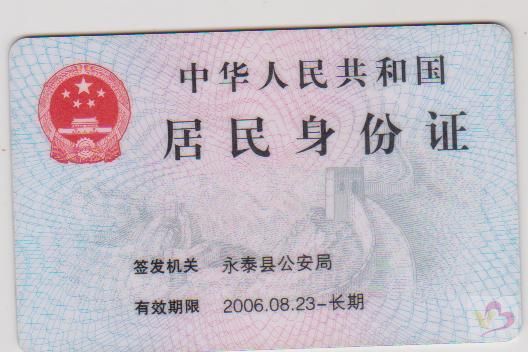 中华人民共和国
居民身份证
签发机关 永泰县公安局
有效期限 2006.08.23-长期